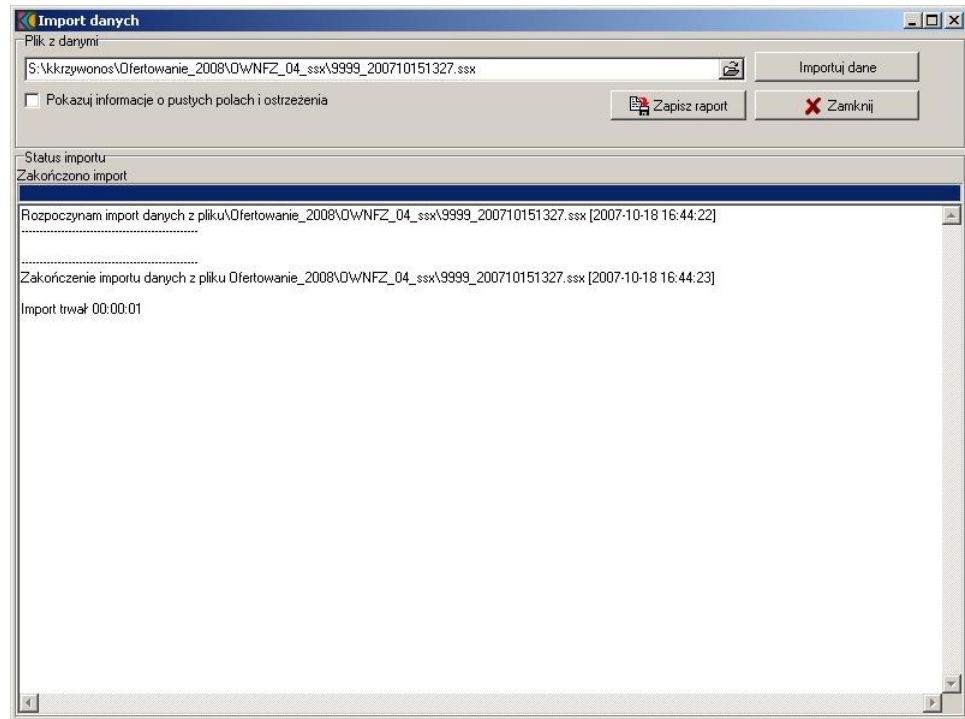 Import danych
Plik z danymi
S:\kkrzywonos\Ofertowanie_2008\OWNFZ_04_ssx\9999_200710151327.ssx
Importuj dane
Pokazuj informacje o pustych polach i ostrzeżenia
Zapisz raport
Zamknij
Status importu
Zakończono import
Rozpoczynam import danych z pliku\Ofertowanie_2008\OWNFZ_04_ssx\9999_200710151327.ssx [2007-10-18 16:44:22]
------------------------------------------------
------------------------------------------------
Zakończenie importu danych z pliku Ofertowanie_2008\OWNFZ_04_ssx\9999_200710151327.ssx [2007-10-18 16:44:23]
Import trwał 00:00:01